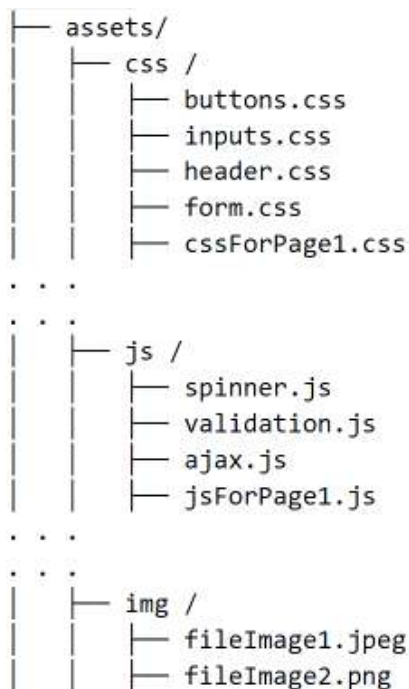 ├── assets/
│   ├── css /
│   │   ├── buttons.css
│   │   ├── inputs.css
│   │   ├── header.css
│   │   ├── form.css
│   │   ├── cssForPage1.css
. . .
. . .
│   ├── js /
│   │   ├── spinner.js
│   │   ├── validation.js
│   │   ├── ajax.js
│   │   ├── jsForPage1.js
. . .
. . .
│   ├── img /
│   │   ├── fileImage1.jpeg
│   │   ├── fileImage2.png